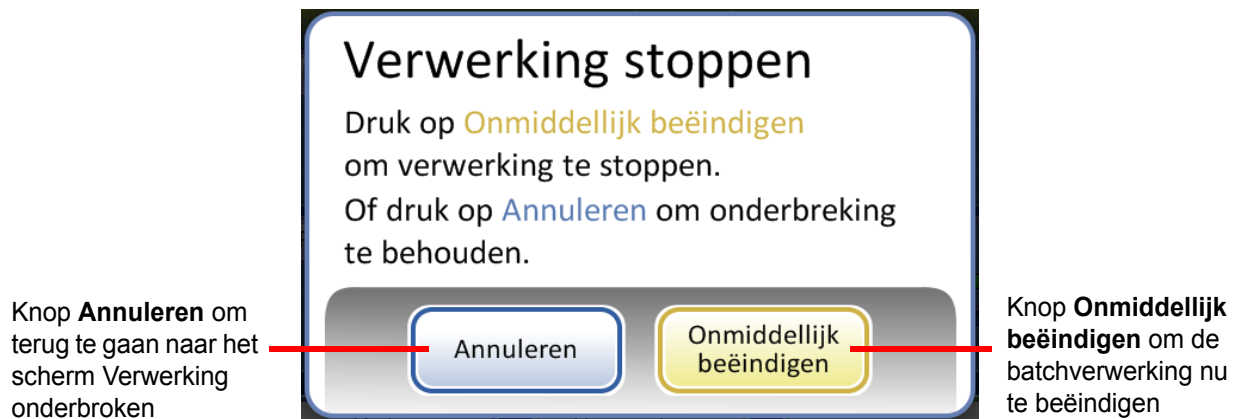 Verwerking stoppen
Druk op Onmiddellijk beëindigen
om verwerking te stoppen.
Of druk op Annuleren om onderbreking
te behouden.
Knop Annuleren om
terug te gaan naar het
scherm Verwerking
onderbroken
Annuleren
Onmiddellijk
beëindigen
Knop Onmiddellijk
beëindigen om de
batchverwerking nu
te beëindigen